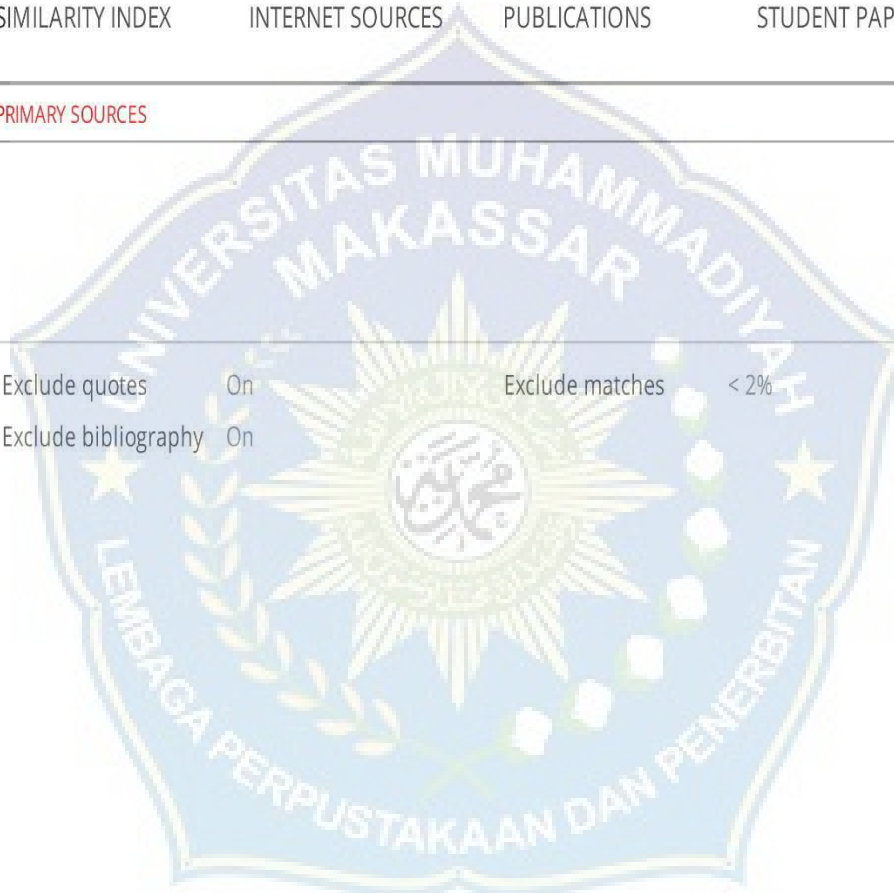 SIMILARITY INDEX INTERNET SOURCES PUBLICATIONS STUDENT PAP
PRIMARY SOURCES
UNIVERSITAS MUHAMMADIYAH
MAKASSAR
Exclude quotes On Exclude matches < 2%
Exclude bibliography On
LEMBAGA PERPUSTAKAAN DAN PENERBITAN